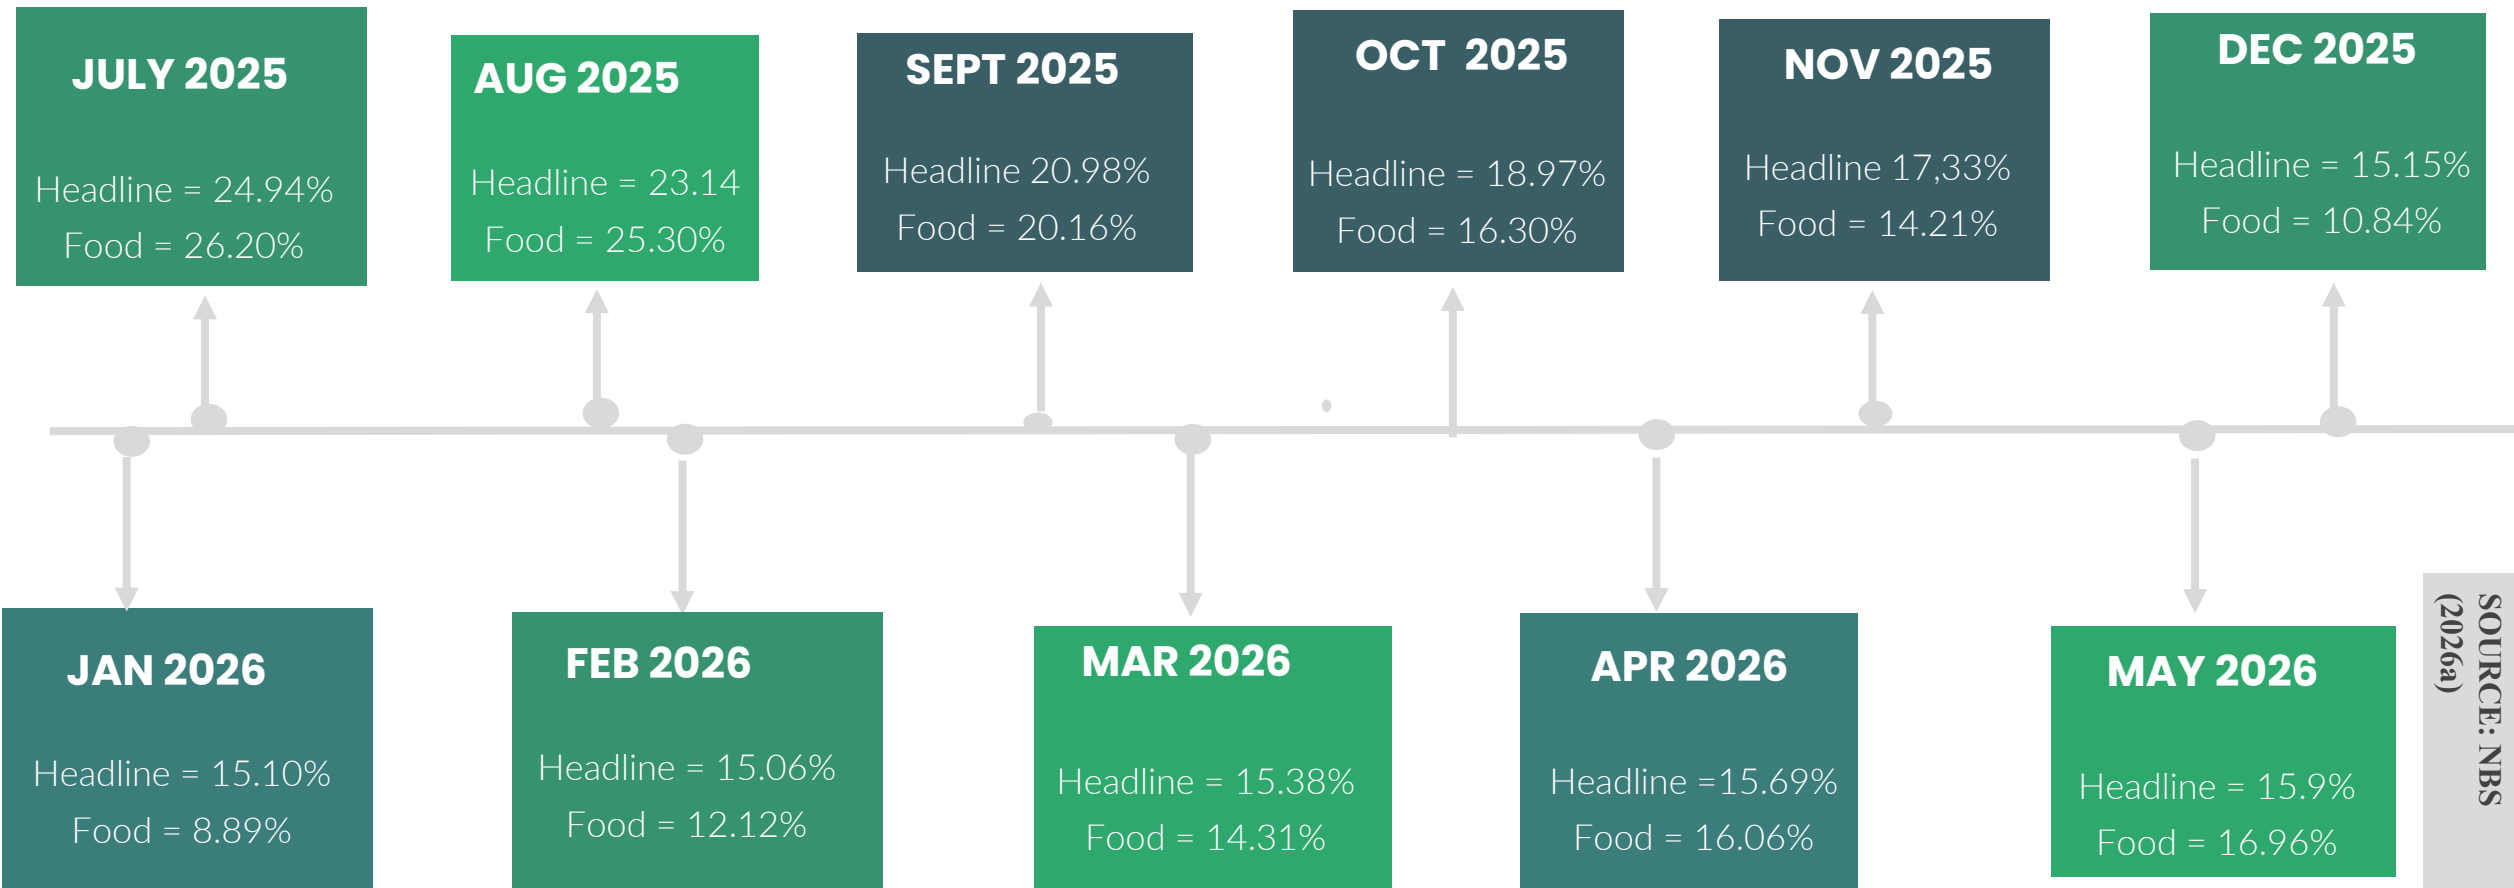 JULY 2025
Headline = 24.94%
Food = 26.20%
AUG 2025
Headline = 23.14
Food = 25.30%
SEPT 2025
Headline 20.98%
Food = 20.16%
OCT 2025
Headline = 18.97%
Food = 16.30%
NOV 2025
Headline 17,33%
Food = 14.21%
DEC 2025
Headline = 15.15%
Food = 10.84%
JAN 2026
Headline = 15.10%
Food = 8.89%
FEB 2026
Headline = 15.06%
Food = 12.12%
MAR 2026
Headline = 15.38%
Food = 14.31%
APR 2026
Headline =15.69%
Food = 16.06%
MAY 2026
Headline = 15.9%
Food = 16.96%
SOURCE: NBS
(2026a)